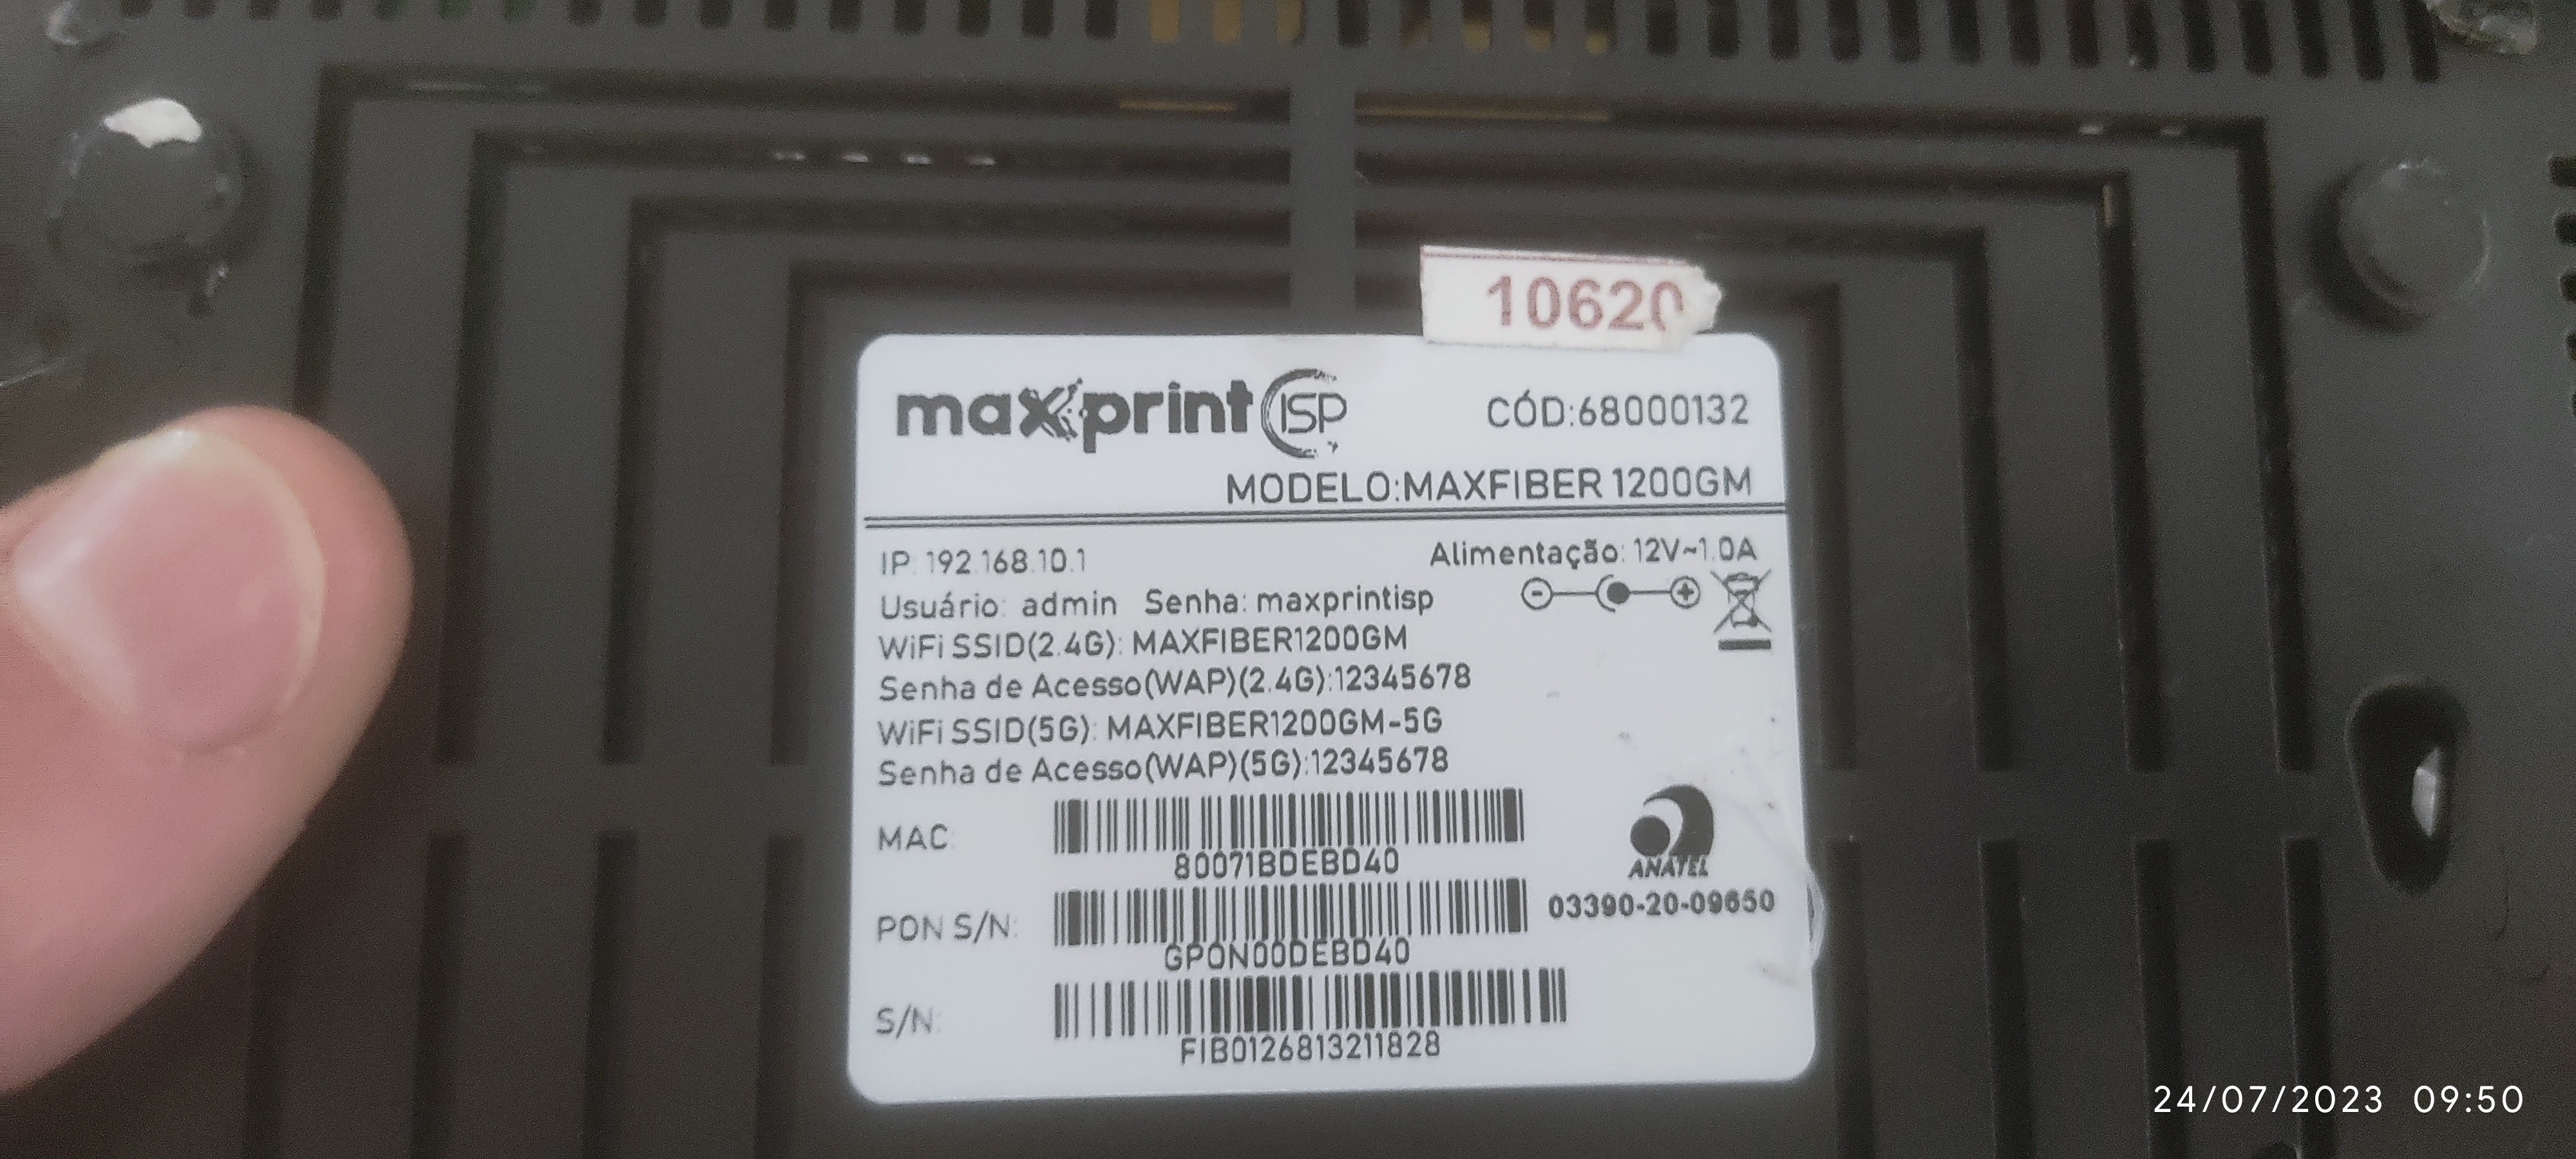 10620
maxprint ISP
CÓD:68000132
MODELO:MAXFIBER 1200GM
IP: 192.168.10.1
Alimentação: 12V~1.0A
Usuário: admin Senha: maxprintisp
WiFi SSID(2.4G): MAXFIBER1200GM
Senha de Acesso(WAP)(2.4G):12345678
WiFi SSID(5G): MAXFIBER1200GM-5G
Senha de Acesso(WAP)(5G):12345678
MAC:
80071BDEBD40
ANATEL
03390-20-09650
PON S/N:
GPON00DEBD40
S/N:
FIB0126813211828
24/07/2023 09:50